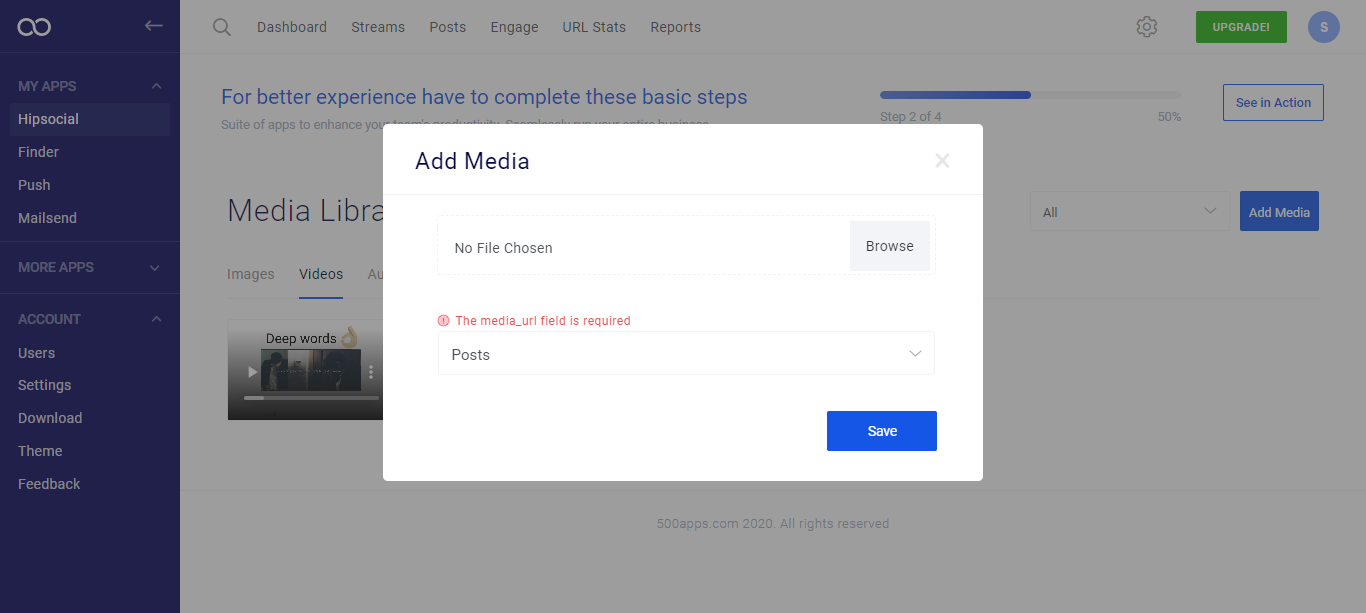 Dashboard Streams Posts Engage URL Stats Reports UPGRADE! S
MY APPS
Hipsocial
Finder
Push
Mailsend
MORE APPS
ACCOUNT
Users
Settings
Download
Theme
Feedback
For better experience have to complete these basic steps
Suite of apps to enhance your team's productivity. Seamlessly run your entire business
Step 2 of 4 50%
See in Action
Media Libra
All
Add Media
Images Videos Au
Deep words
Add Media
No File Chosen Browse
The media_url field is required
Posts
Save
500apps.com 2020. All rights reserved